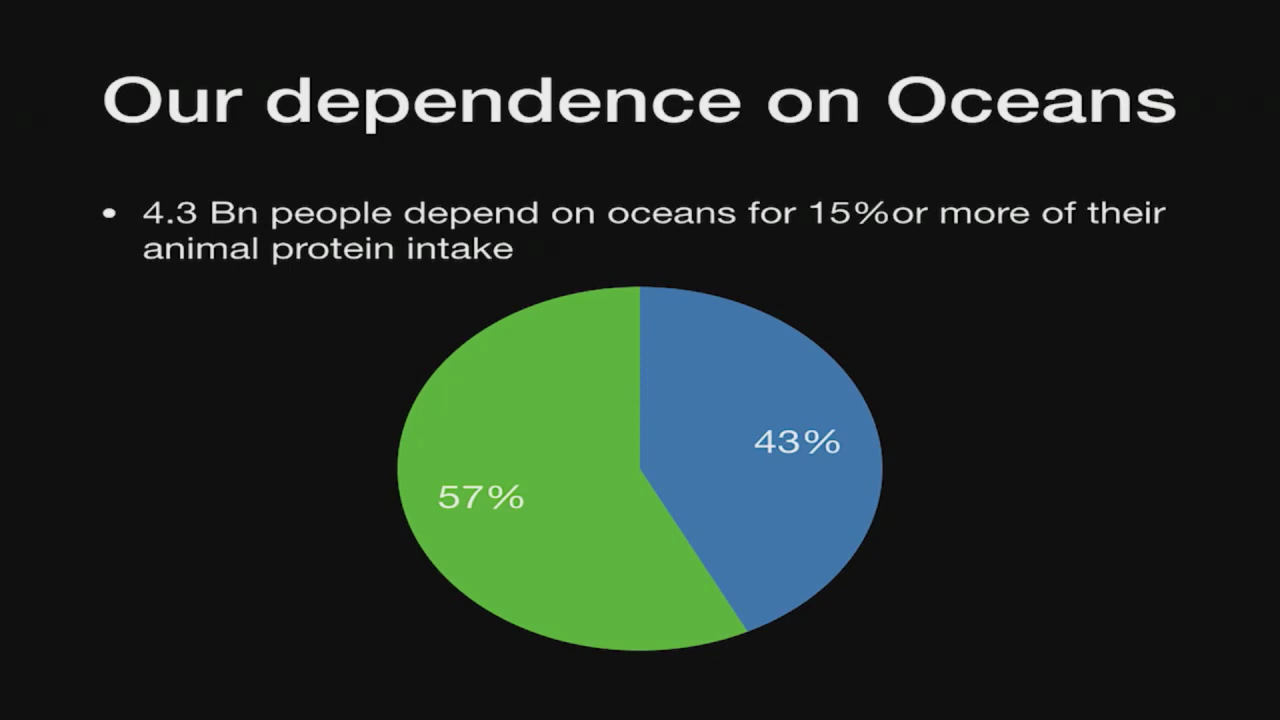 Our dependence on Oceans
• 4.3 Bn people depend on oceans for 15%or more of their
animal protein intake
43%
57%